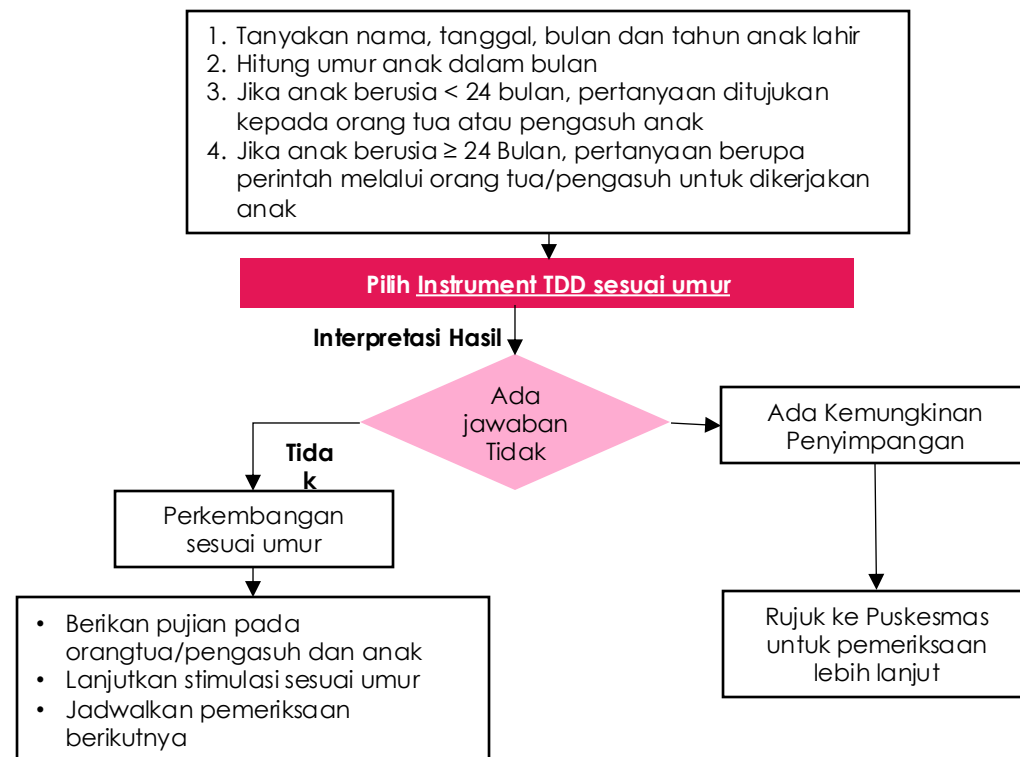 1. Tanyakan nama, tanggal, bulan dan tahun anak lahir
2. Hitung umur anak dalam bulan
3. Jika anak berusia < 24 bulan, pertanyaan ditujukan
kepada orang tua atau pengasuh anak
4. Jika anak berusia ≥ 24 Bulan, pertanyaan berupa
perintah melalui orang tua/pengasuh untuk dikerjakan
anak
Pilih Instrument TDD sesuai umur
Interpretasi Hasil
Ada
jawaban
Tidak
Tida
k
Perkembangan
sesuai umur
• Berikan pujian pada
orangtua/pengasuh dan anak
• Lanjutkan stimulasi sesuai umur
• Jadwalkan pemeriksaan
berikutnya
Ada Kemungkinan
Penyimpangan
Rujuk ke Puskesmas
untuk pemeriksaan
lebih lanjut